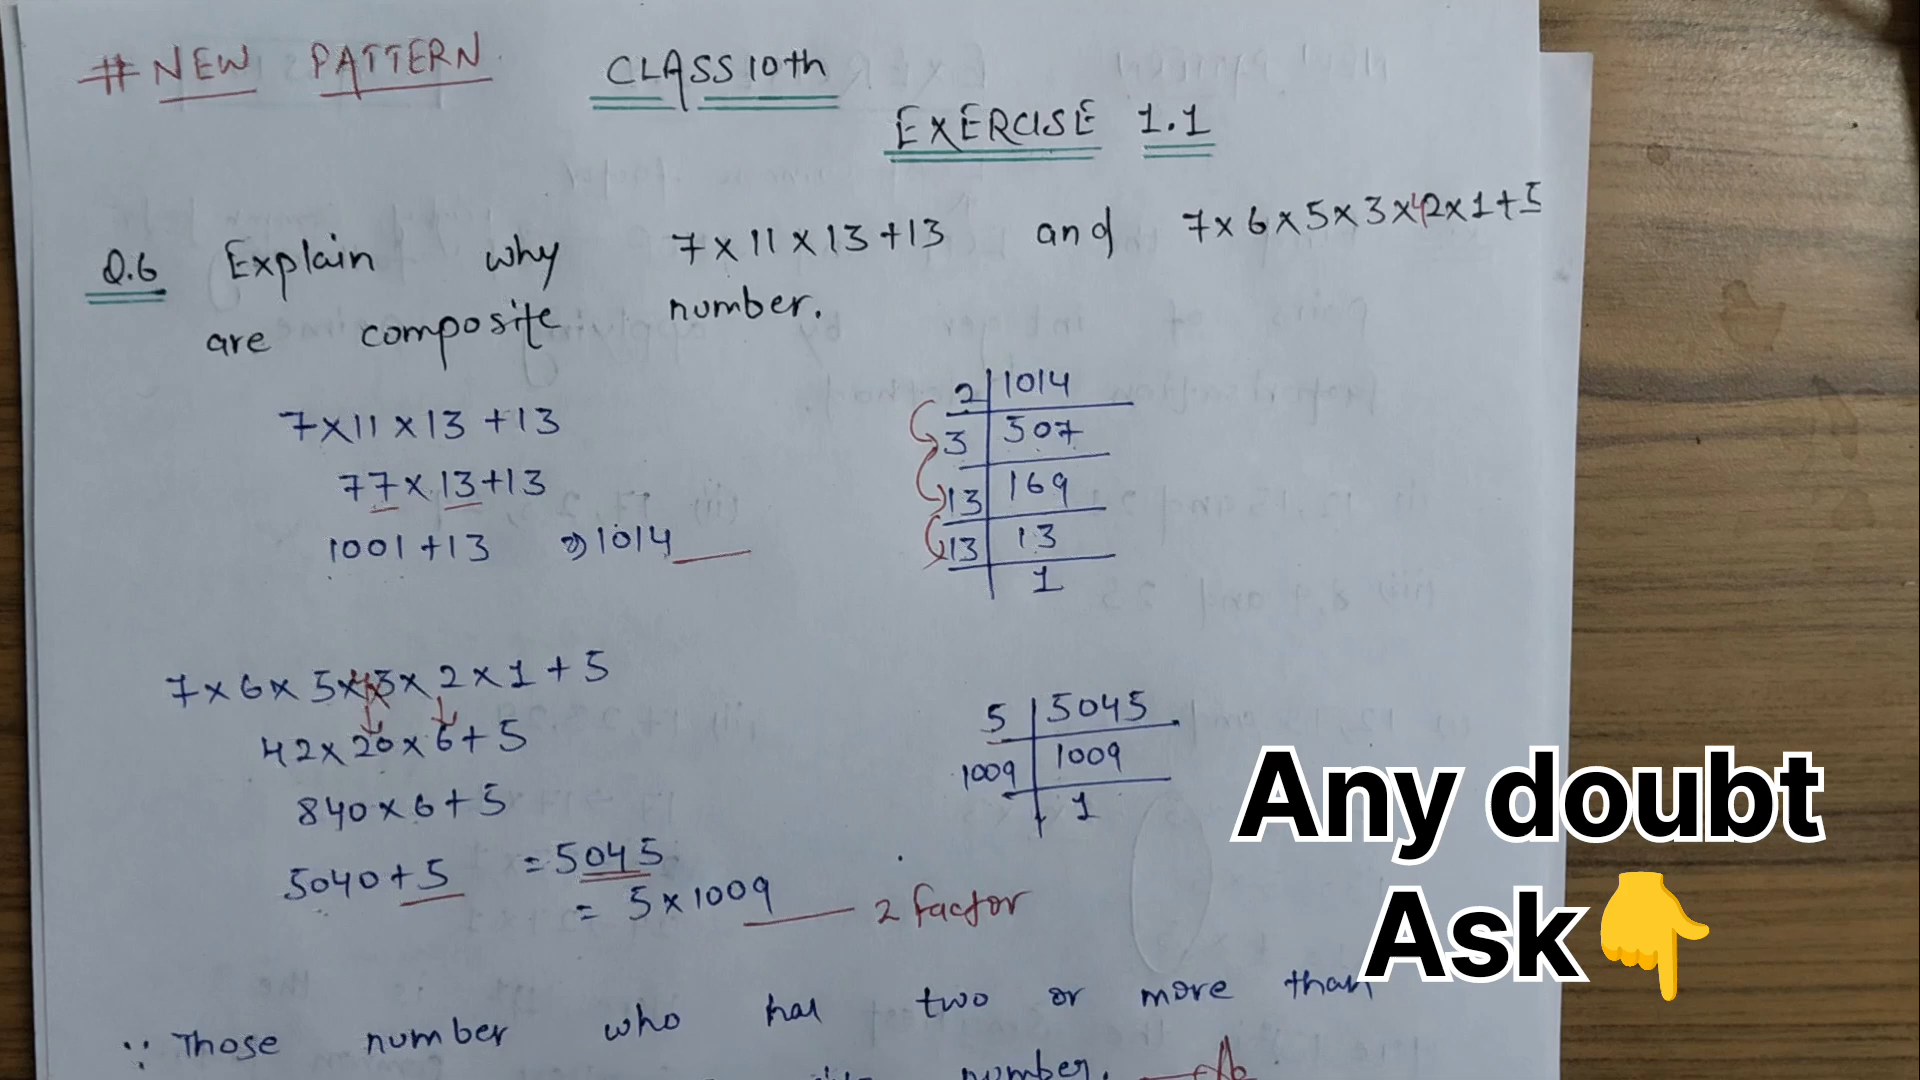 # NEW PATTERN
CLASS 10th
EXERCISE 1.1
Q.6 Explain why 7 x 11 x 13 + 13 and 7 x 6 x 5 x 3 x 4 2 x 1 + 5
are composite number.
7 x 11 x 13 + 13
77 x 13 + 13
1001 + 13 ⇒ 1014
2 | 1014
3 | 507
13 | 169
13 | 13
1
7 x 6 x 5 x 4 x 3 x 2 x 1 + 5
42 x 20 x 6 + 5
840 x 6 + 5
5040 + 5 = 5045
= 5 x 1009 2 factor
5 | 5045
1009 | 1009
1
Any doubt
Ask👇
∵ Those number who has two or more than
number.